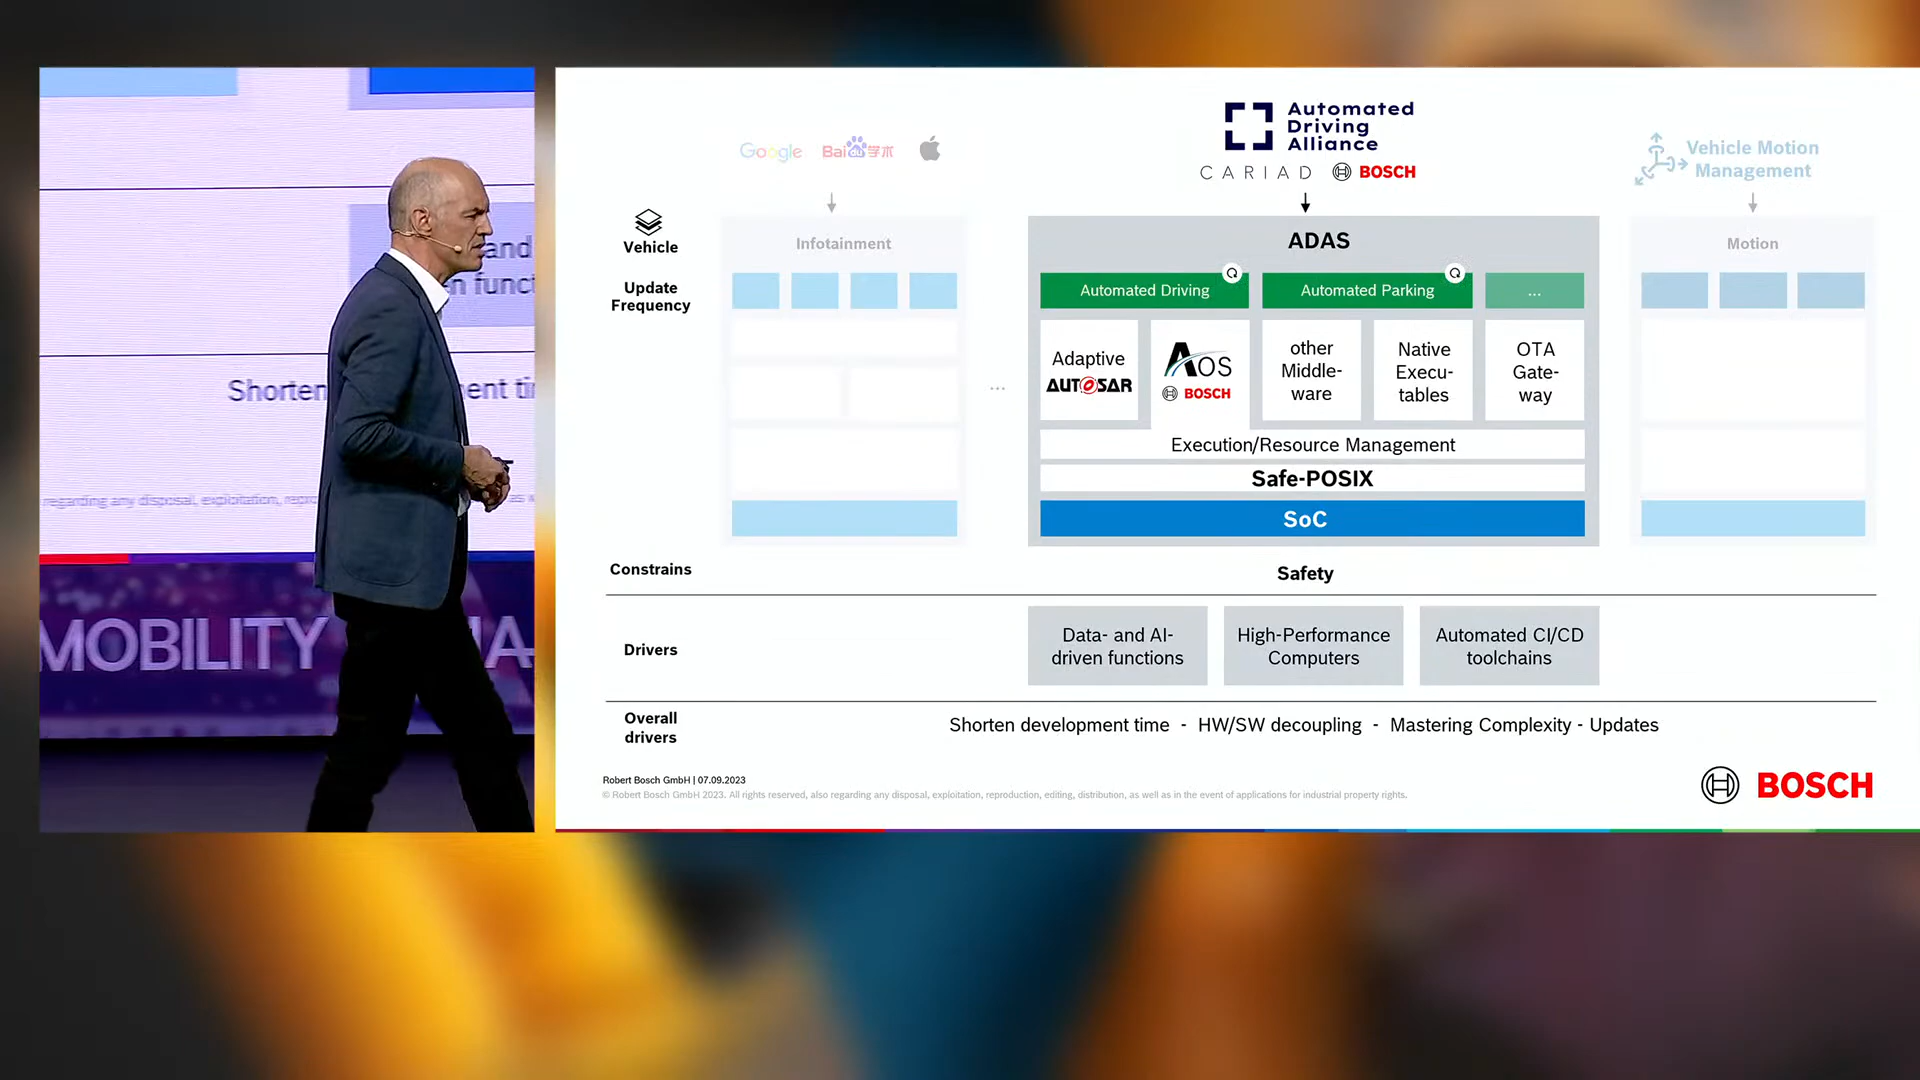 and
n funct
Shorten
ent ti
regarding any disposal, exploitation, repro
MOBILITY
Google
Bai du 学术
Automated
Driving
Alliance
CARIAD
BOSCH
Vehicle Motion
Management
Vehicle
Update
Frequency
Infotainment
...
ADAS
Automated Driving
Automated Parking
...
Adaptive
AUTOSAR
AOS
BOSCH
other
Middle-
ware
Native
Execu-
tables
OTA
Gate-
way
Execution/Resource Management
Safe-POSIX
SoC
Motion
Constrains
Safety
Drivers
Data- and AI-
driven functions
High-Performance
Computers
Automated CI/CD
toolchains
Overall
drivers
Shorten development time - HW/SW decoupling - Mastering Complexity - Updates
Robert Bosch GmbH | 07.09.2023
© Robert Bosch GmbH 2023. All rights reserved, also regarding any disposal, exploitation, reproduction, editing, distribution, as well as in the event of applications for industrial property rights.
BOSCH